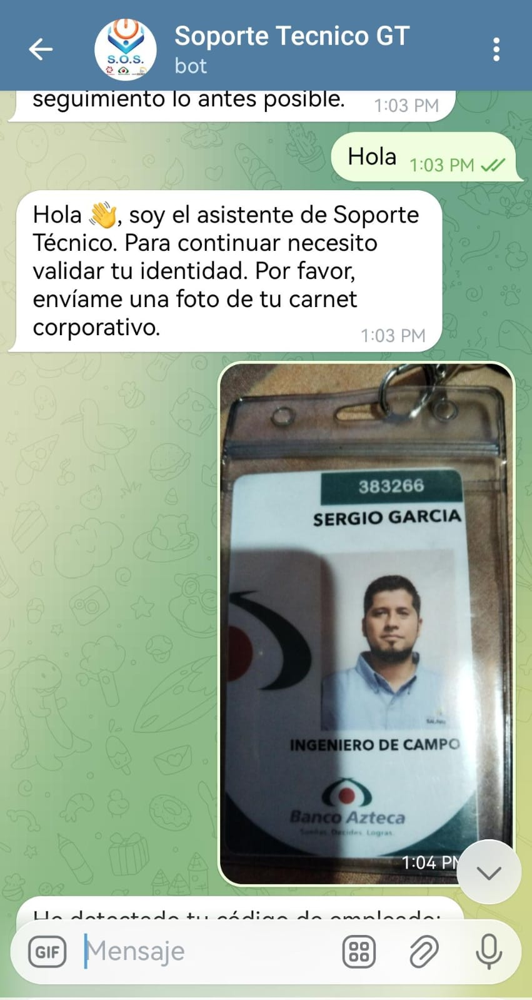 Soporte Tecnico GT
S.O.S.
bot
seguimiento lo antes posible.
1:03 PM
Hola
1:03 PM
Hola 👋, soy el asistente de Soporte
Técnico. Para continuar necesito
validar tu identidad. Por favor,
envíame una foto de tu carnet
corporativo.
1:03 PM
383266
SERGIO GARCIA
INGENIERO DE CAMPO
Banco Azteca
Sueñas. Decides. Logras.
1:04 PM
He detectado tu código de empleado:
GIF
Mensaje